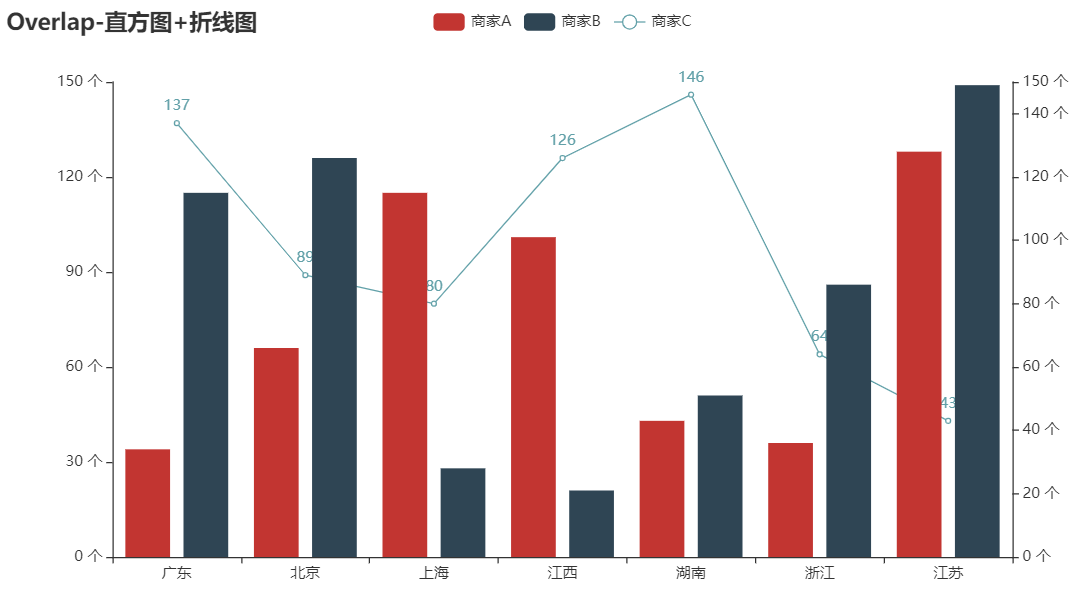 Overlap-直方图+折线图
商家A 商家B 商家C
150 个
120 个
90 个
60 个
30 个
0 个
150 个
140 个
120 个
100 个
80 个
60 个
40 个
20 个
0 个
137
89
80
126
146
64
43
广东 北京 上海 江西 湖南 浙江 江苏